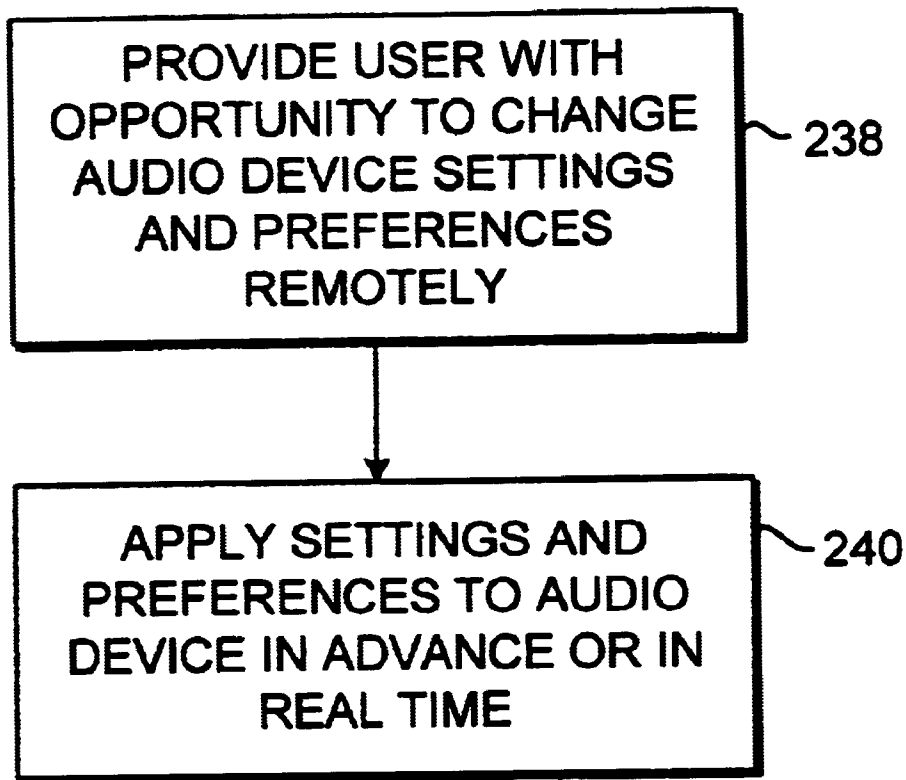 PROVIDE USER WITH
OPPORTUNITY TO CHANGE
AUDIO DEVICE SETTINGS
AND PREFERENCES
REMOTELY
238
APPLY SETTINGS AND
PREFERENCES TO AUDIO
DEVICE IN ADVANCE OR IN
REAL TIME
240